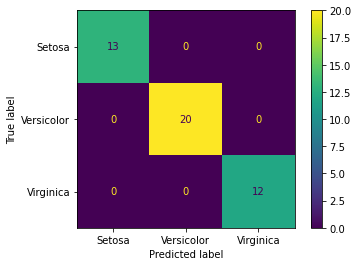 Setosa
Versicolor
Virginica
True label
13 0 0
0 20 0
0 0 12
Setosa Versicolor Virginica
Predicted label
20.0
17.5
15.0
12.5
10.0
7.5
5.0
2.5
0.0